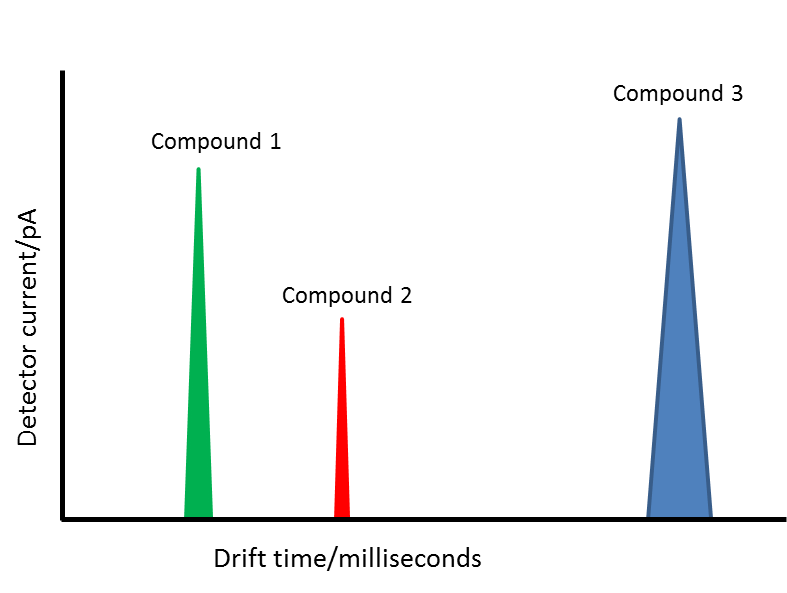 Compound 3
Compound 1
Compound 2
Detector current/pA
Drift time/milliseconds